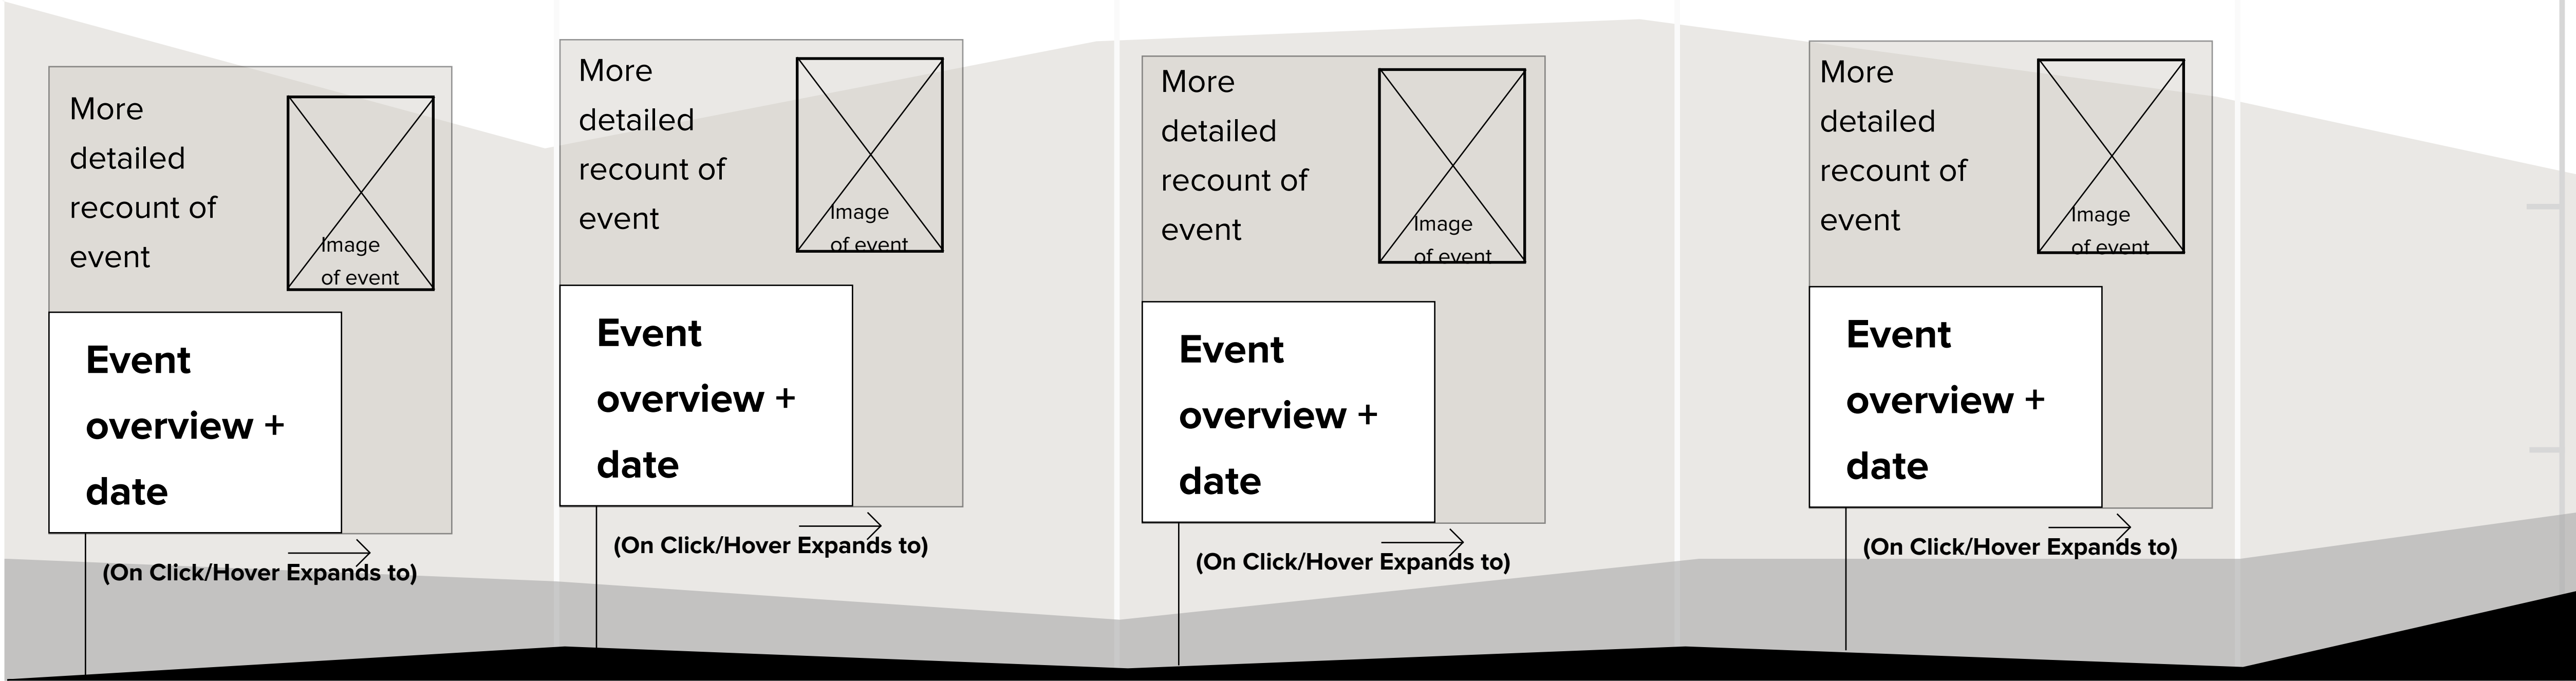 More
detailed
recount of
event
Image
of event
Event
overview +
date
(On Click/Hover Expands to)
More
detailed
recount of
event
Image
of event
Event
overview +
date
(On Click/Hover Expands to)
More
detailed
recount of
event
Image
of event
Event
overview +
date
(On Click/Hover Expands to)
More
detailed
recount of
event
Image
of event
Event
overview +
date
(On Click/Hover Expands to)